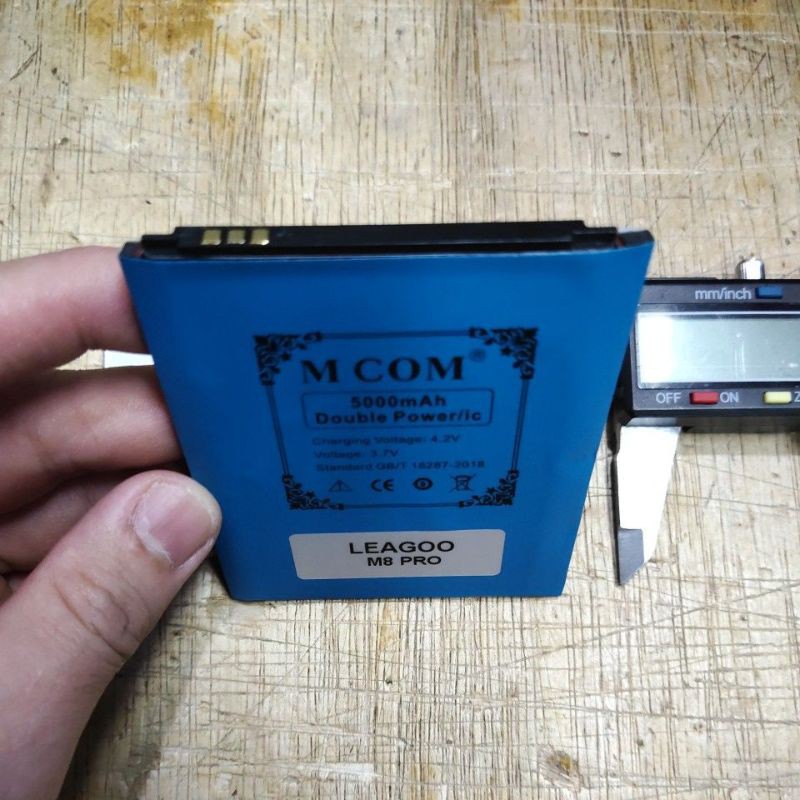 mm/inch
OFF ON Z
M COM®
5000mAh
Double Power/ic
Charging Voltage: 4.2V
Voltage: 3.7V
Standard GB/T 18287-2018
CE
LEAGOO
M8 PRO